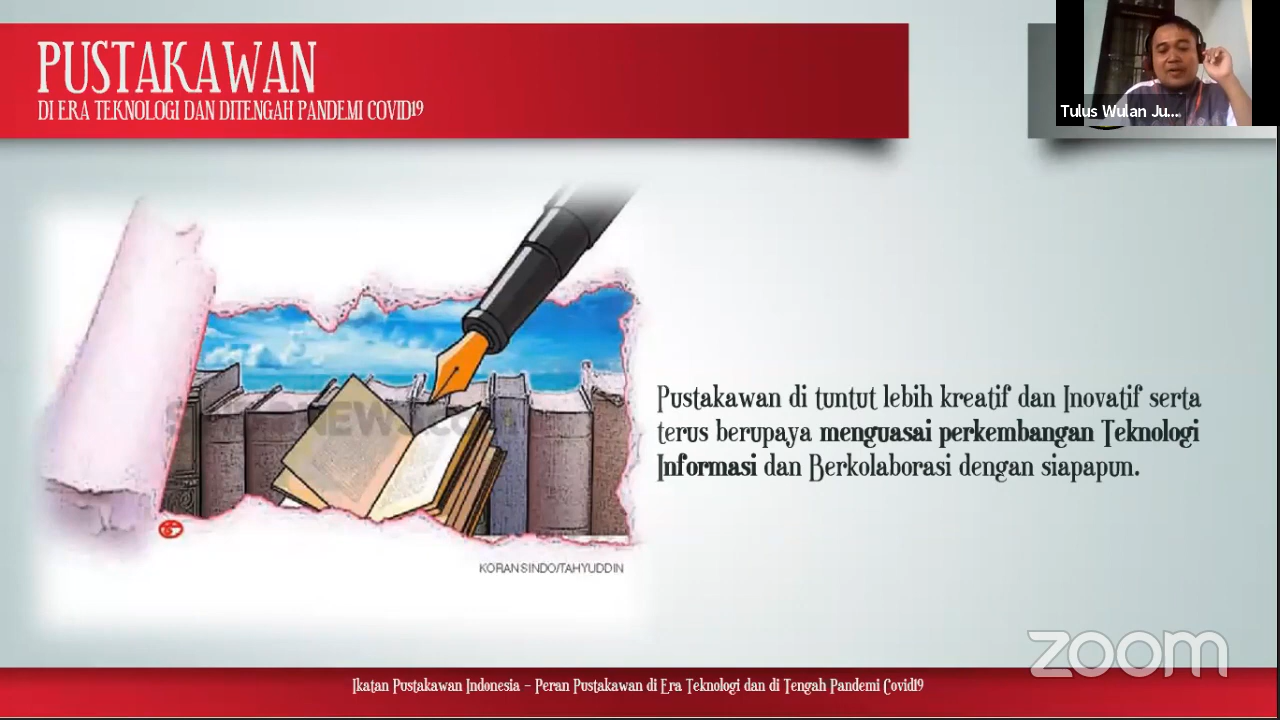 PUSTAKAWAN
DI ERA TEKNOLOGI DAN DITENGAH PANDEMI COVID19
Tulus Wulan Ju...
Pustakawan di tuntut lebih kreatif dan Inovatif serta
terus berupaya menguasai perkembangan Teknologi
Informasi dan Berkolaborasi dengan siapapun.
KORAN SINDO/TAHYUDDIN
zoom
Ikatan Pustakawan Indonesia - Peran Pustakawan di Era Teknologi dan di Tengah Pandemi Covid19